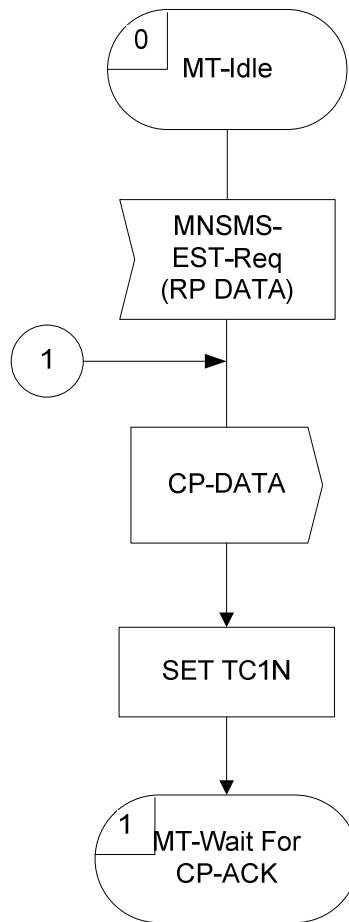 0
MT-Idle
MNSMS-
EST-Req
(RP DATA)
1
CP-DATA
SET TC1N
1
MT-Wait For
CP-ACK